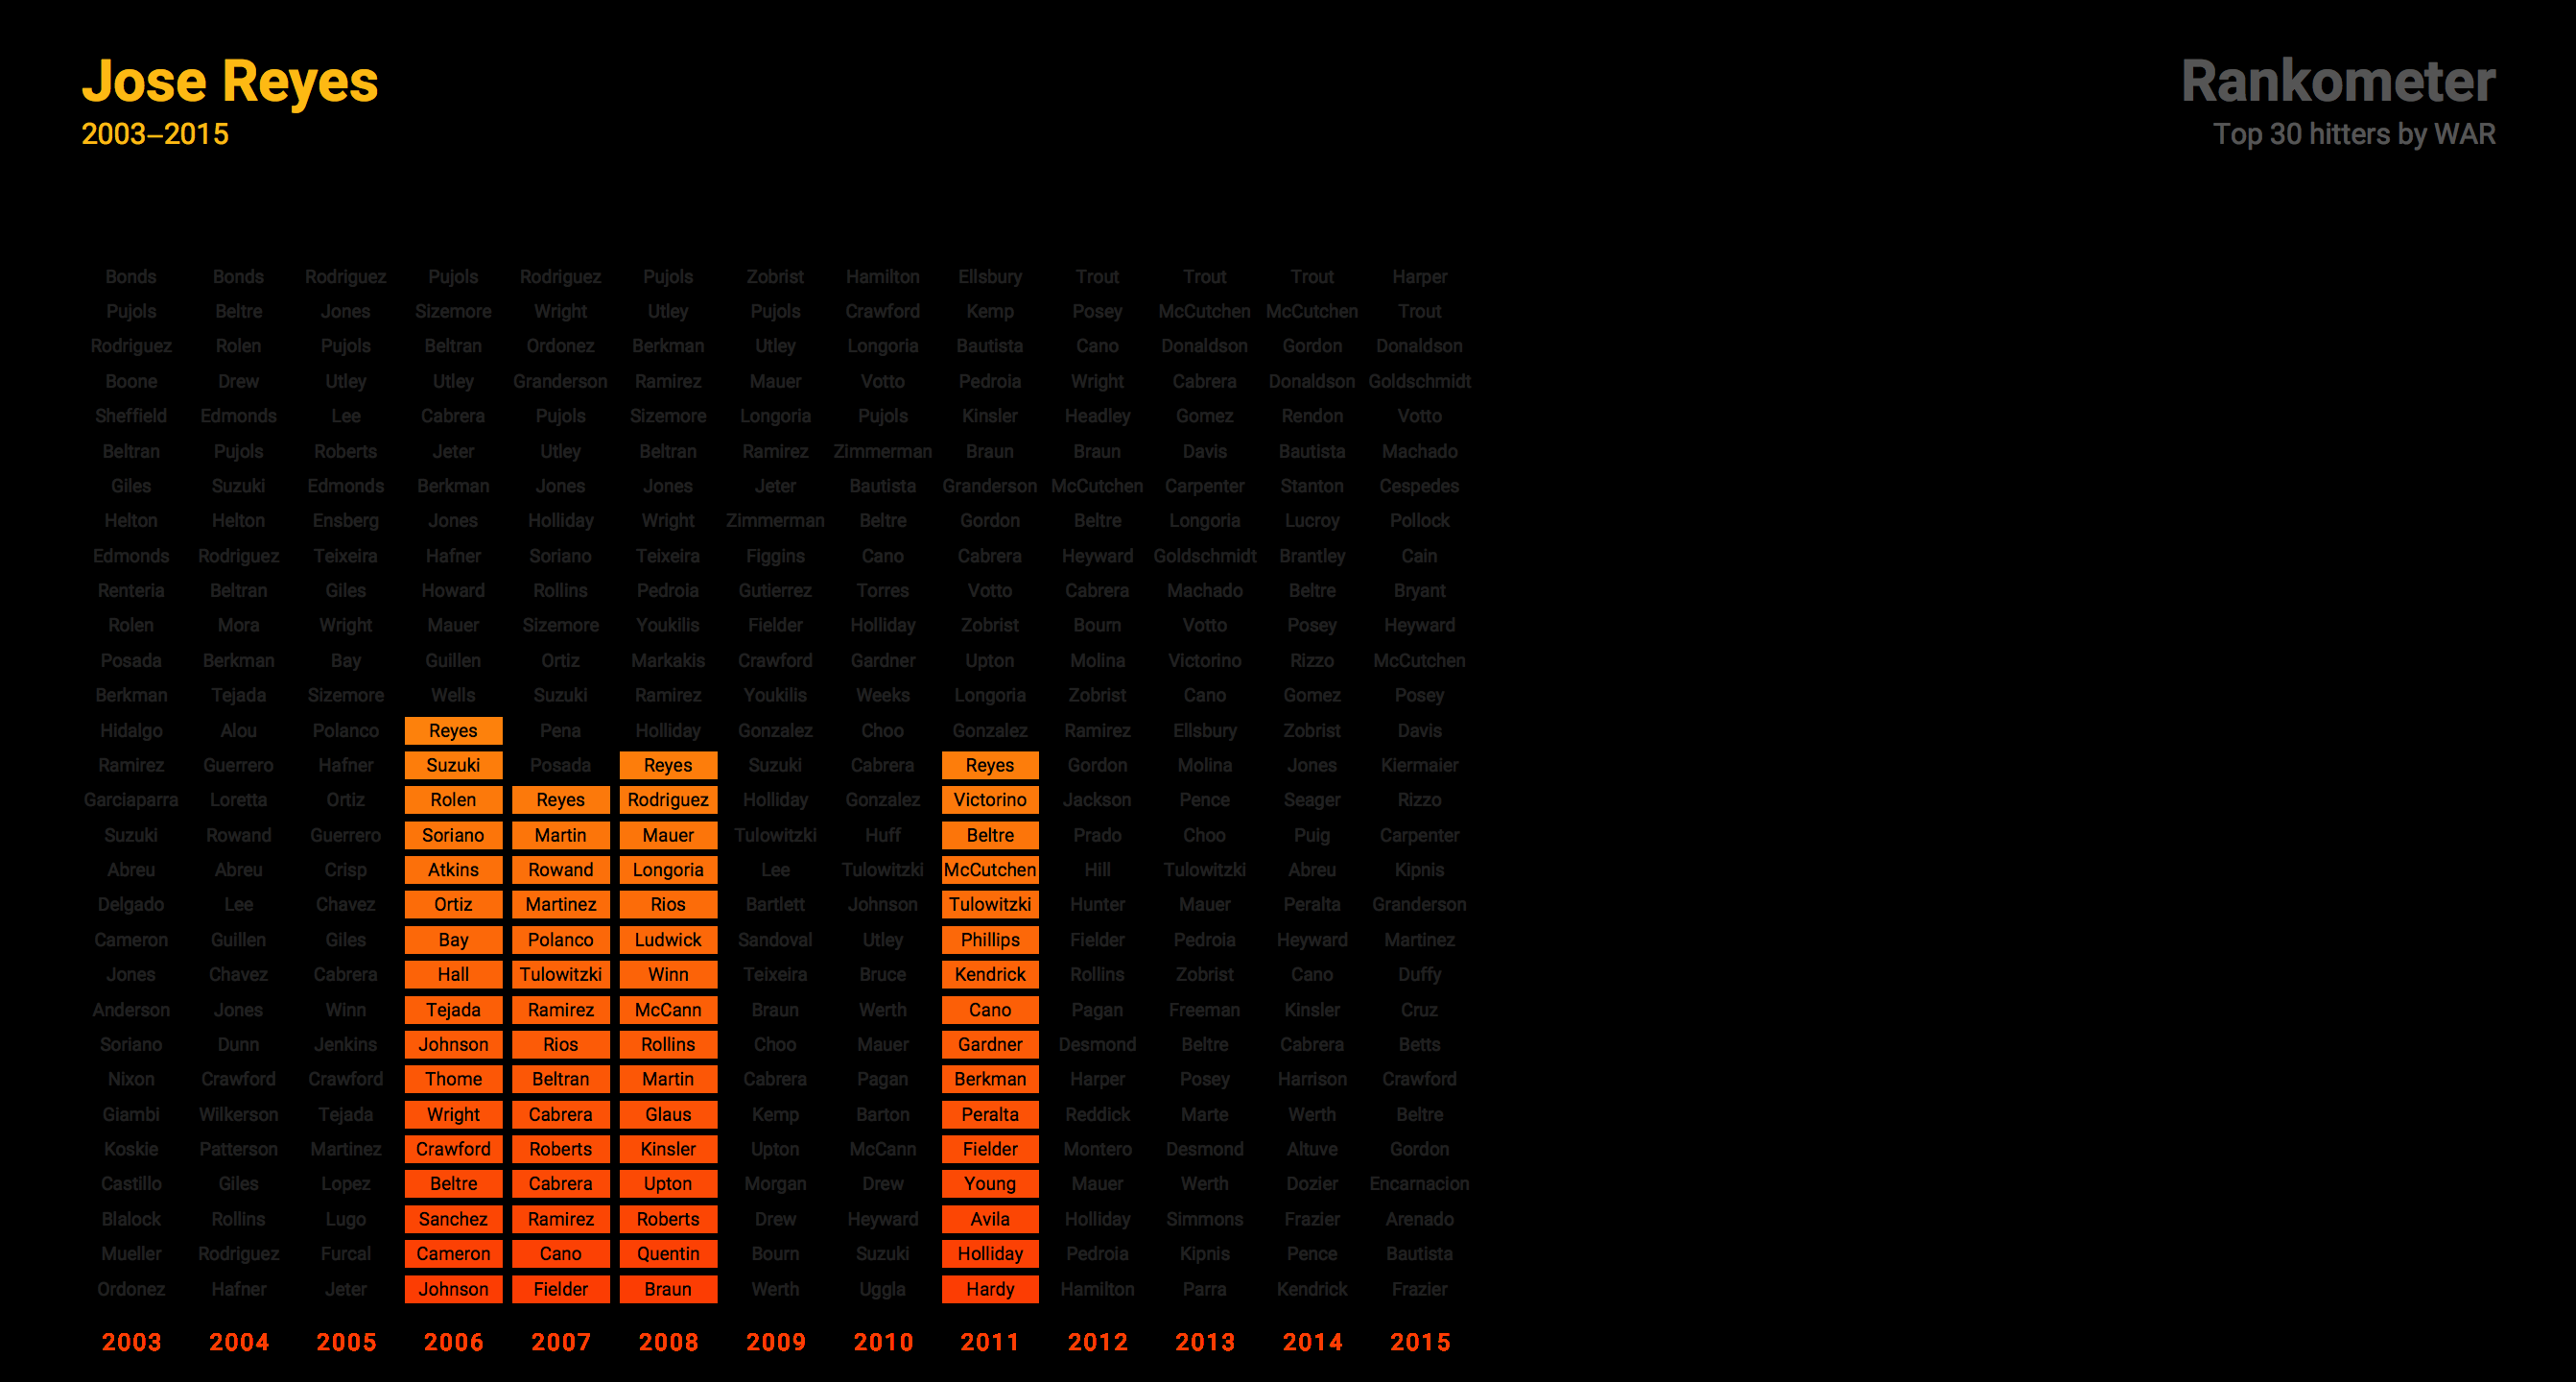 Jose Reyes
2003–2015
Rankometer
Top 30 hitters by WAR
Bonds Bonds Rodriguez Pujols Rodriguez Pujols Zobrist Hamilton Ellsbury Trout Trout Trout Harper
Pujols Beltre Jones Sizemore Wright Utley Pujols Crawford Kemp Posey McCutchen McCutchen Trout
Rodriguez Rolen Pujols Beltran Ordonez Berkman Utley Longoria Bautista Cano Donaldson Gordon Donaldson
Boone Drew Utley Utley Granderson Ramirez Mauer Votto Pedroia Wright Cabrera Donaldson Goldschmidt
Sheffield Edmonds Lee Cabrera Pujols Sizemore Longoria Pujols Kinsler Headley Gomez Rendon Votto
Beltran Pujols Roberts Jeter Utley Beltran Ramirez Zimmerman Braun Braun Davis Bautista Machado
Giles Suzuki Edmonds Berkman Jones Jones Jeter Bautista Granderson McCutchen Carpenter Stanton Cespedes
Helton Helton Ensberg Jones Holliday Wright Zimmerman Beltre Gordon Beltre Longoria Lucroy Pollock
Edmonds Rodriguez Teixeira Hafner Soriano Teixeira Figgins Cano Cabrera Heyward Goldschmidt Brantley Cain
Renteria Beltran Giles Howard Rollins Pedroia Gutierrez Torres Votto Cabrera Machado Beltre Bryant
Rolen Mora Wright Mauer Sizemore Youkilis Fielder Holliday Zobrist Bourn Votto Posey Heyward
Posada Berkman Bay Guillen Ortiz Markakis Crawford Gardner Upton Molina Victorino Rizzo McCutchen
Berkman Tejada Sizemore Wells Suzuki Ramirez Youkilis Weeks Longoria Zobrist Cano Gomez Posey
Hidalgo Alou Polanco Reyes Pena Holliday Gonzalez Choo Gonzalez Ramirez Ellsbury Zobrist Davis
Ramirez Guerrero Hafner Suzuki Posada Reyes Suzuki Cabrera Reyes Gordon Molina Jones Kiermaier
Garciaparra Loretta Ortiz Rolen Reyes Rodriguez Holliday Gonzalez Victorino Jackson Pence Seager Rizzo
Suzuki Rowand Guerrero Soriano Martin Mauer Tulowitzki Huff Beltre Prado Choo Puig Carpenter
Abreu Abreu Crisp Atkins Rowand Longoria Lee Tulowitzki McCutchen Hill Tulowitzki Abreu Kipnis
Delgado Lee Chavez Ortiz Martinez Rios Bartlett Johnson Tulowitzki Hunter Mauer Peralta Granderson
Cameron Guillen Giles Bay Polanco Ludwick Sandoval Utley Phillips Fielder Pedroia Heyward Martinez
Jones Chavez Cabrera Hall Tulowitzki Winn Teixeira Bruce Kendrick Rollins Zobrist Cano Duffy
Anderson Jones Winn Tejada Ramirez McCann Braun Werth Cano Pagan Freeman Kinsler Cruz
Soriano Dunn Jenkins Johnson Rios Rollins Choo Mauer Gardner Desmond Beltre Cabrera Betts
Nixon Crawford Crawford Thome Beltran Martin Cabrera Pagan Berkman Harper Posey Harrison Crawford
Giambi Wilkerson Tejada Wright Cabrera Glaus Kemp Barton Peralta Reddick Marte Werth Beltre
Koskie Patterson Martinez Crawford Roberts Kinsler Upton McCann Fielder Montero Desmond Altuve Gordon
Castillo Giles Lopez Beltre Cabrera Upton Morgan Drew Young Mauer Werth Dozier Encarnacion
Blalock Rollins Lugo Sanchez Ramirez Roberts Drew Heyward Avila Holliday Simmons Frazier Arenado
Mueller Rodriguez Furcal Cameron Cano Quentin Bourn Suzuki Holliday Pedroia Kipnis Pence Bautista
Ordonez Hafner Jeter Johnson Fielder Braun Werth Uggla Hardy Hamilton Parra Kendrick Frazier
2003 2004 2005 2006 2007 2008 2009 2010 2011 2012 2013 2014 2015